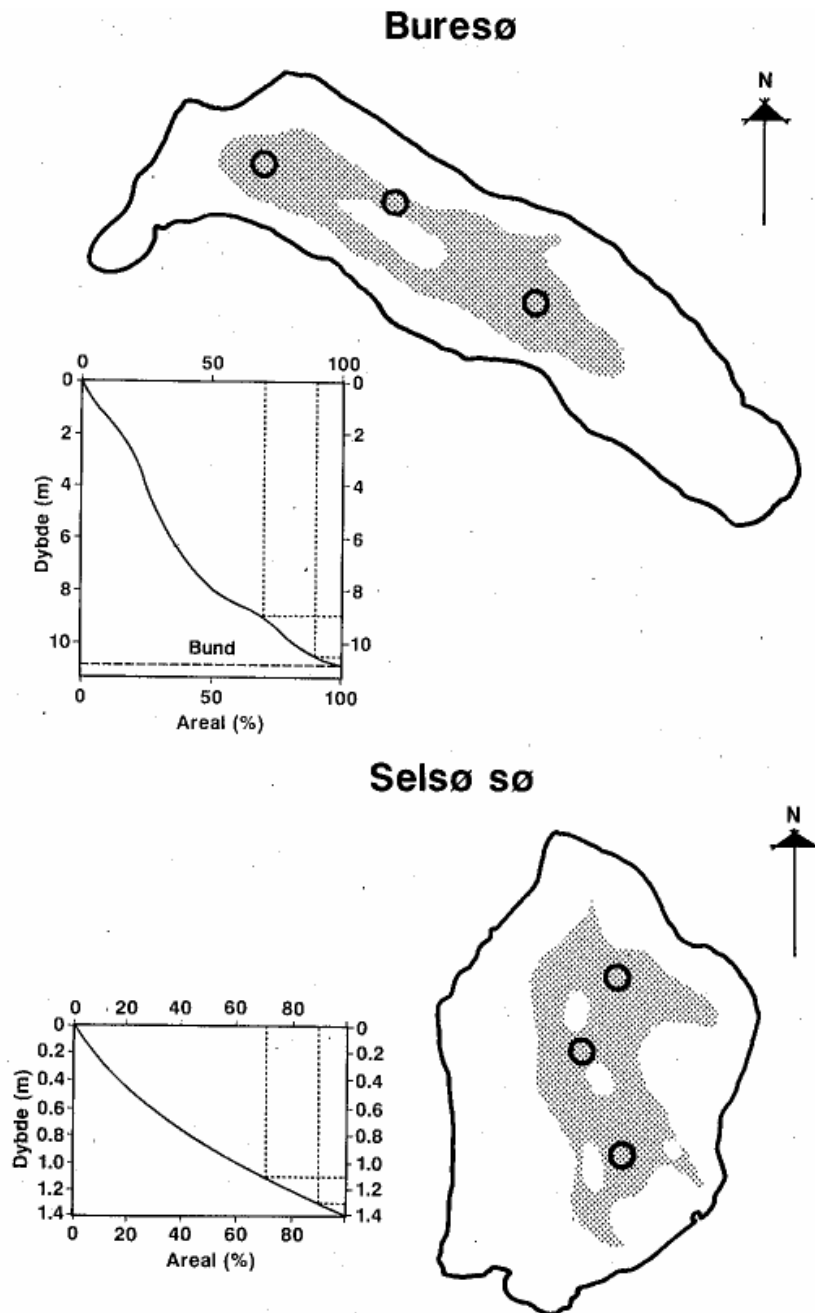 Buresø
N
0 50 100
0 0
2 2
4 4
6 6
8 8
10 10
Dybde (m)
Bund
0 50 100
Areal (%)
Selsø sø
N
0 20 40 60 80
0 0
0.2 0.2
0.4 0.4
0.6 0.6
0.8 0.8
1.0 1.0
1.2 1.2
1.4 1.4
Dybde (m)
0 20 40 60 80
Areal (%)